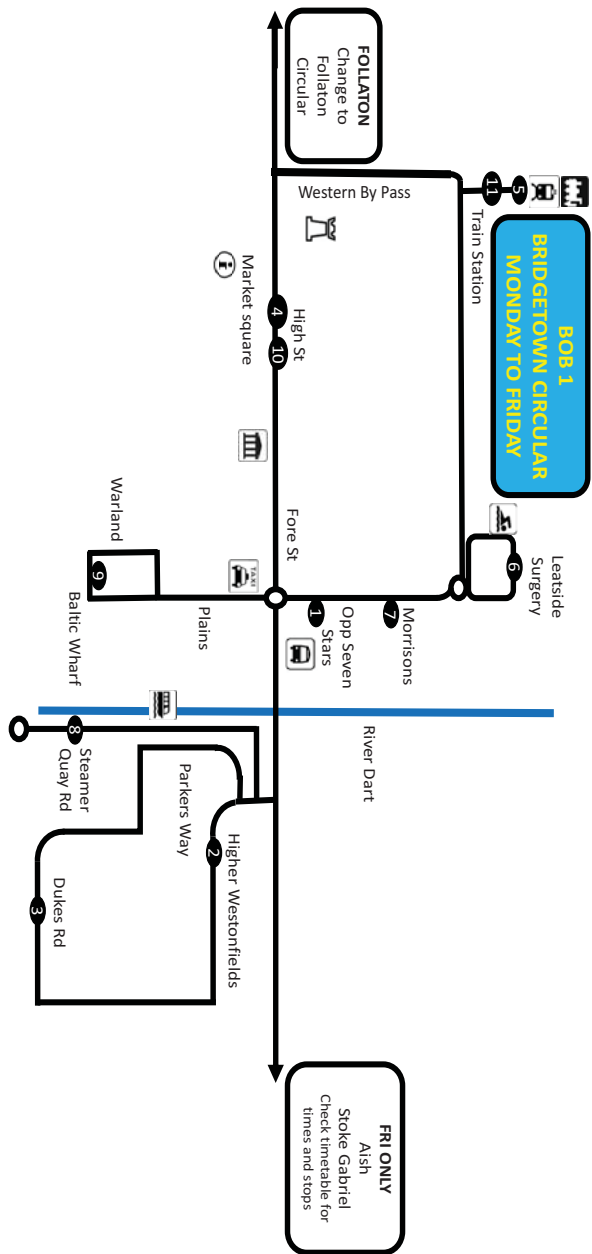 BOB 1
BRIDGETOWN CIRCULAR
MONDAY TO FRIDAY
FOLLATON
Change to
Follaton
Circular
5
11
Train Station
Western By Pass
High St
4
10
Market square
i
Fore St
TAXI
Leatside
Surgery
6
Morrisons
7
Opp Seven
Stars
1
Plains
Warland
9
Baltic Wharf
River Dart
Steamer
Quay Rd
8
Parkers Way
Higher Westonfields
2
Dukes Rd
3
FRI ONLY
Aish
Stoke Gabriel
Check timetable for
times and stops